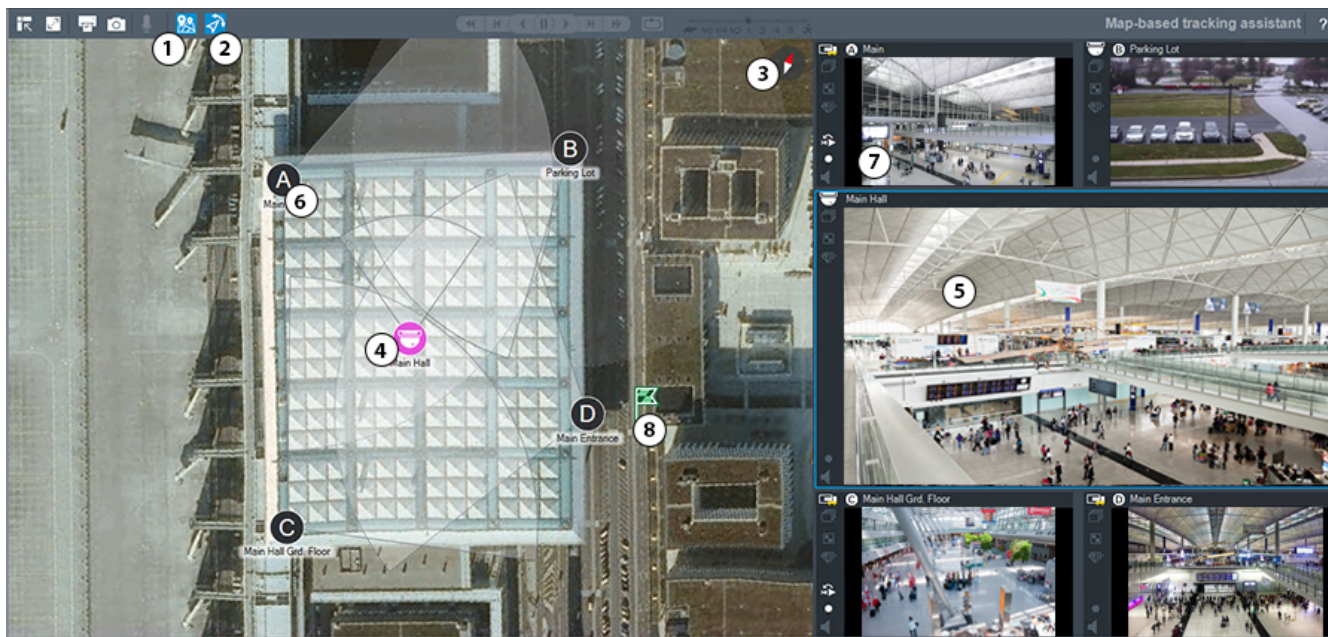 Map-based tracking assistant ?
1
2
3
A Main
B Parking Lot
7
B
Parking Lot
A
Main
6
Main Hall
5
4
Main Hall
D
Main Entrance
8
C
Main Hall Grd. Floor
C Main Hall Grd. Floor
D Main Entrance